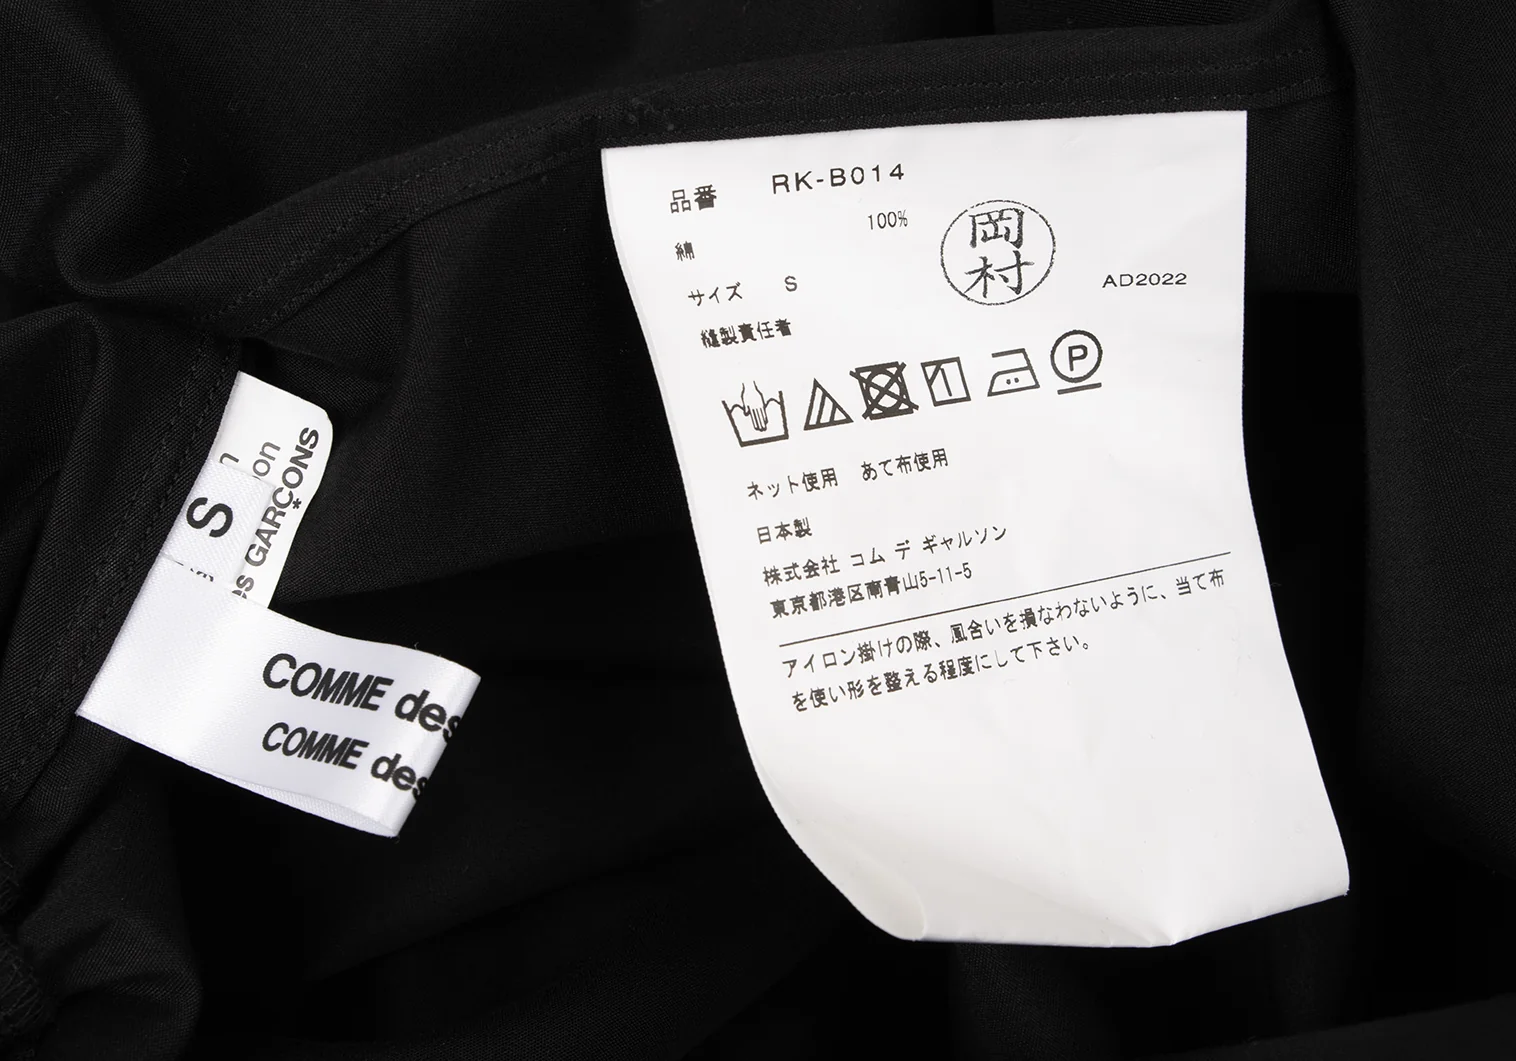 品番 RK-B014
綿 100%
岡村
サイズ S AD2022
縫製責任者
P
ネット使用 あて布使用
日本製
株式会社 コム デ ギャルソン
東京都港区南青山5-11-5
アイロン掛けの際、風合いを損なわないように、当て布
を使い形を整える程度にして下さい。
n
on
es GARÇONS
S
COMME des
COMME des